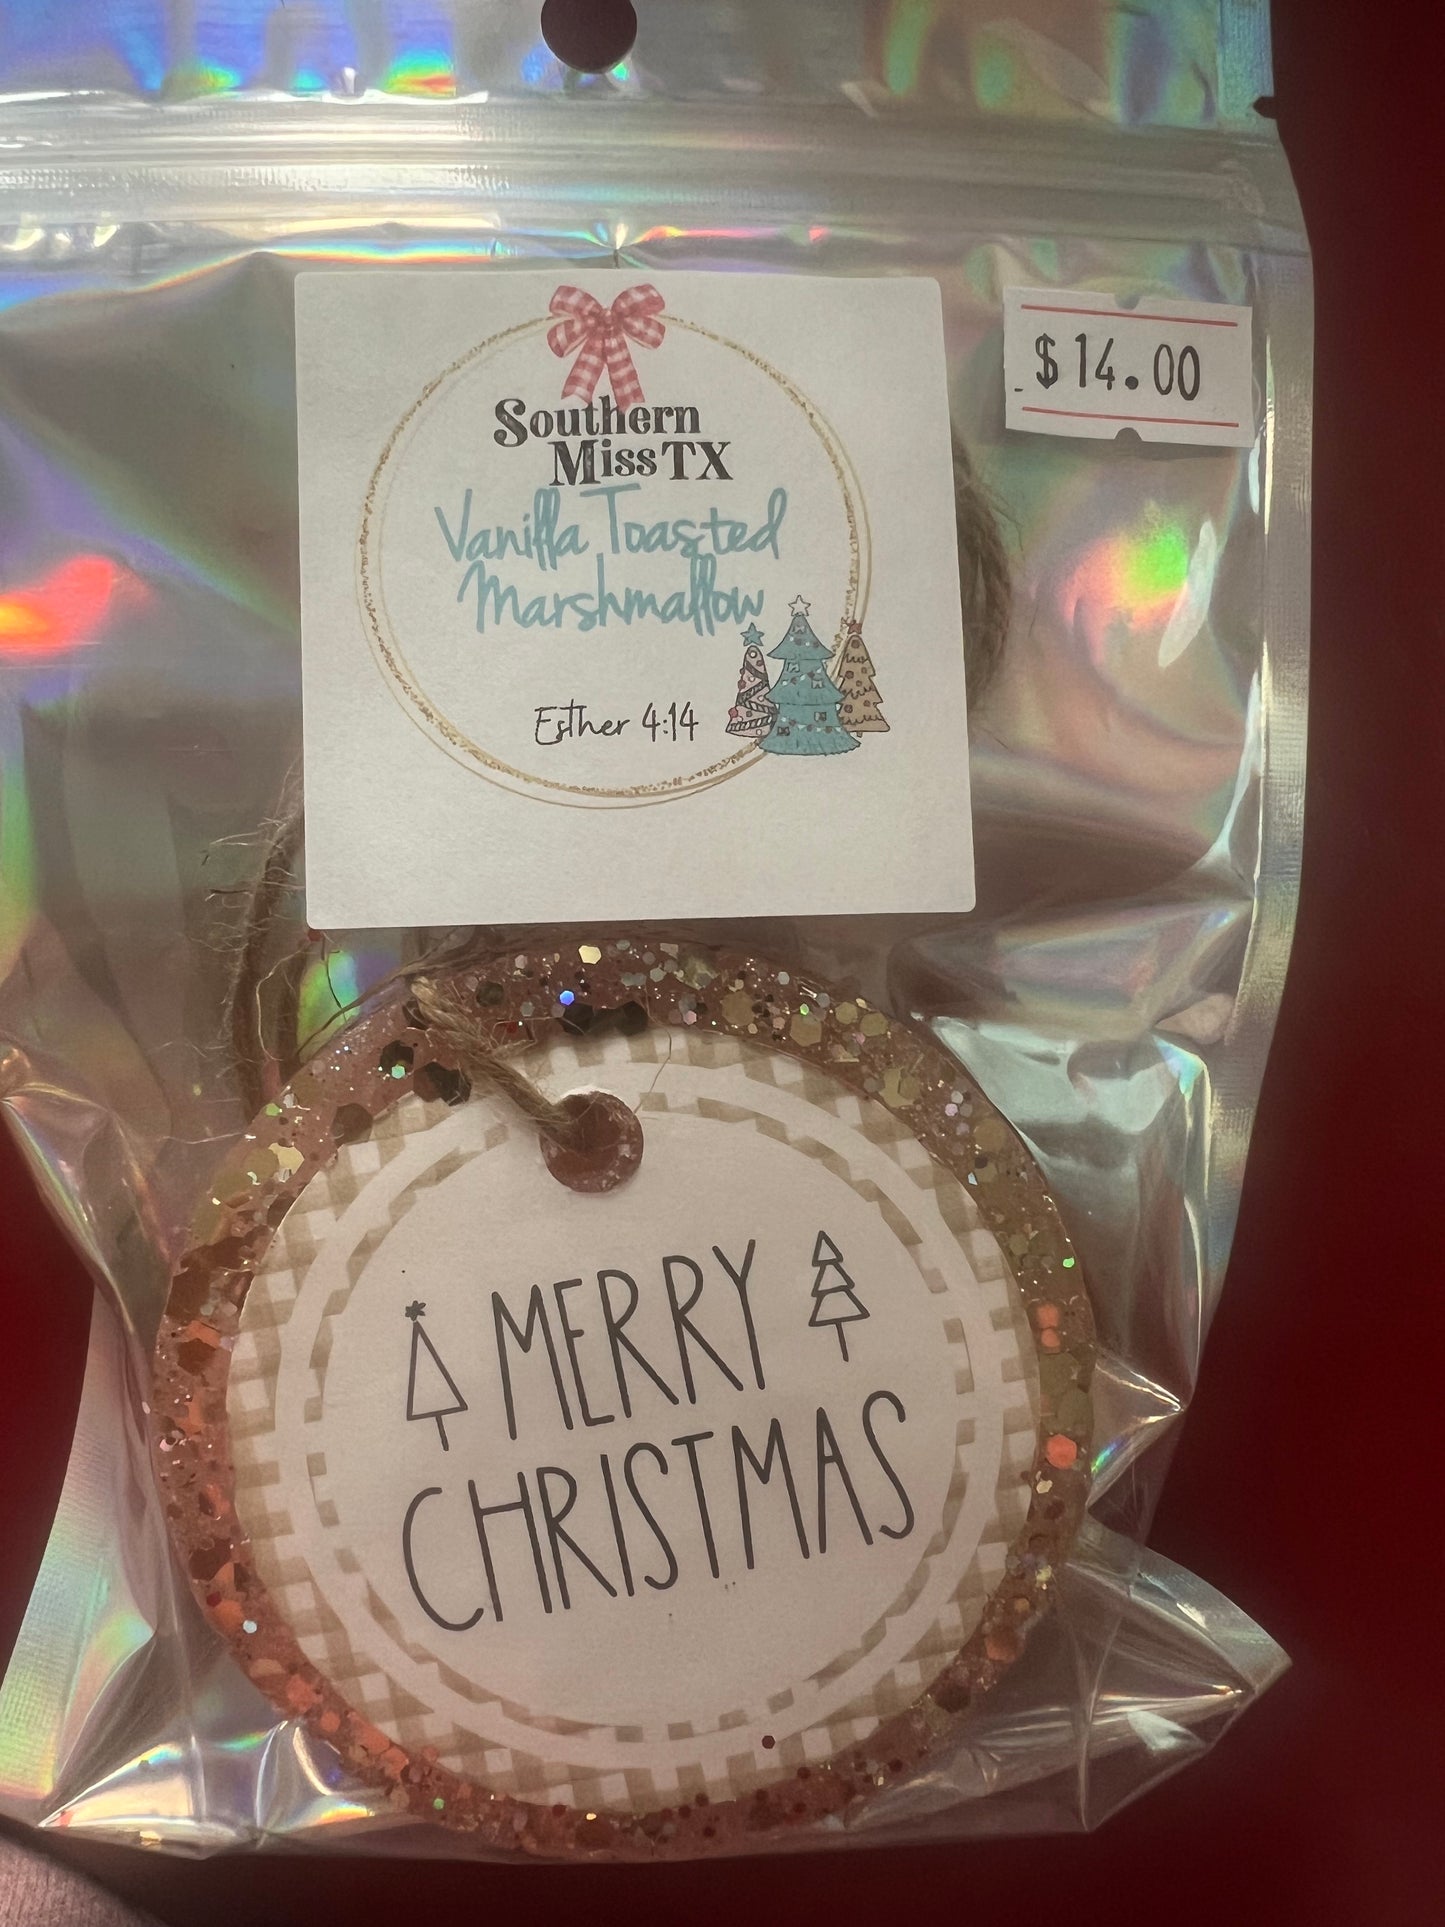 Southern
Miss TX
Vanilla Toasted
Marshmallow
Esther 4:14
$14.00
MERRY
CHRISTMAS